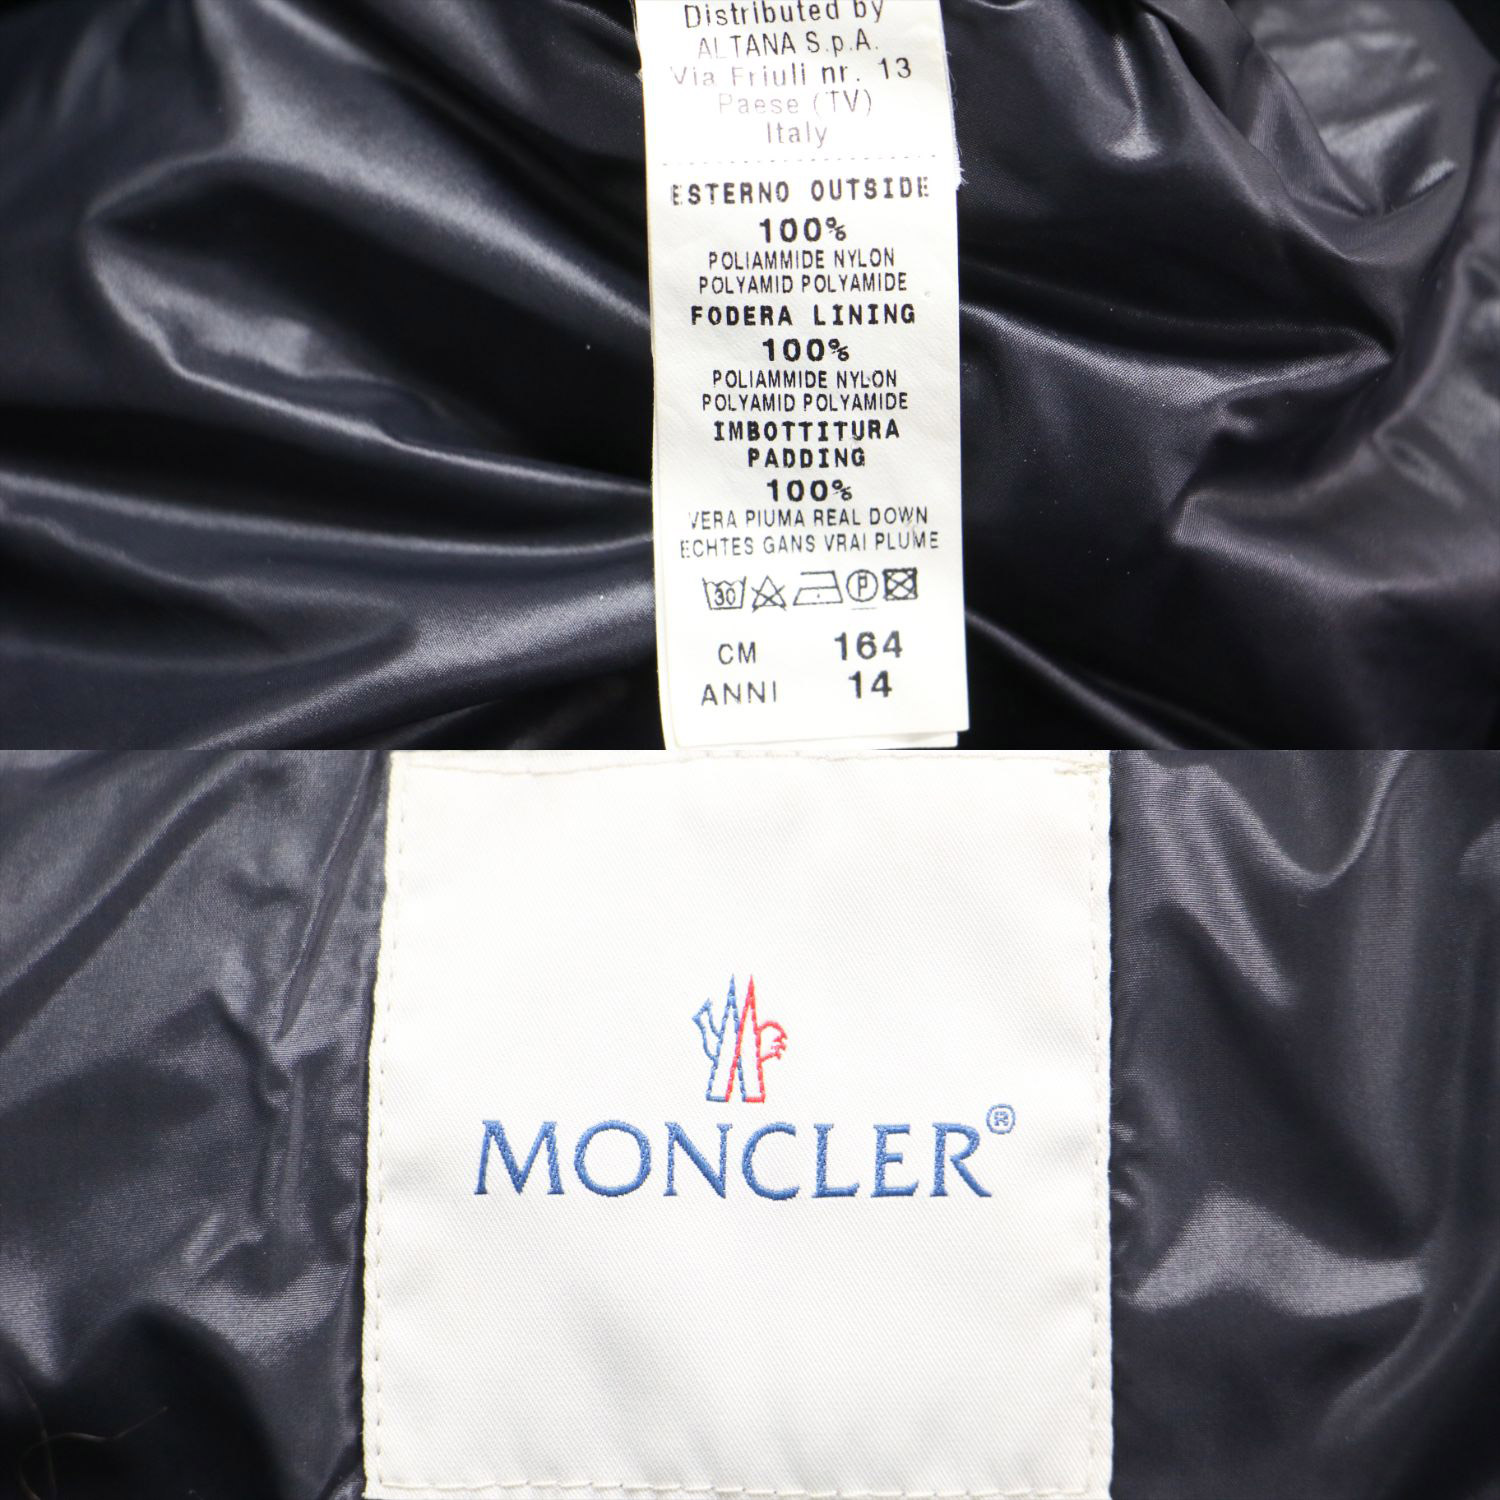 Distributed by
ALTANA S.p.A.
Via Friuli nr. 13
Paese (TV)
Italy
ESTERNO OUTSIDE
100%
POLIAMMIDE NYLON
POLYAMID POLYAMIDE
FODERA LINING
100%
POLIAMMIDE NYLON
POLYAMID POLYAMIDE
IMBOTTITURA
PADDING
100%
VERA PIUMA REAL DOWN
ECHTES GANS VRAI PLUME
30 P
CM 164
ANNI 14
MONCLER®